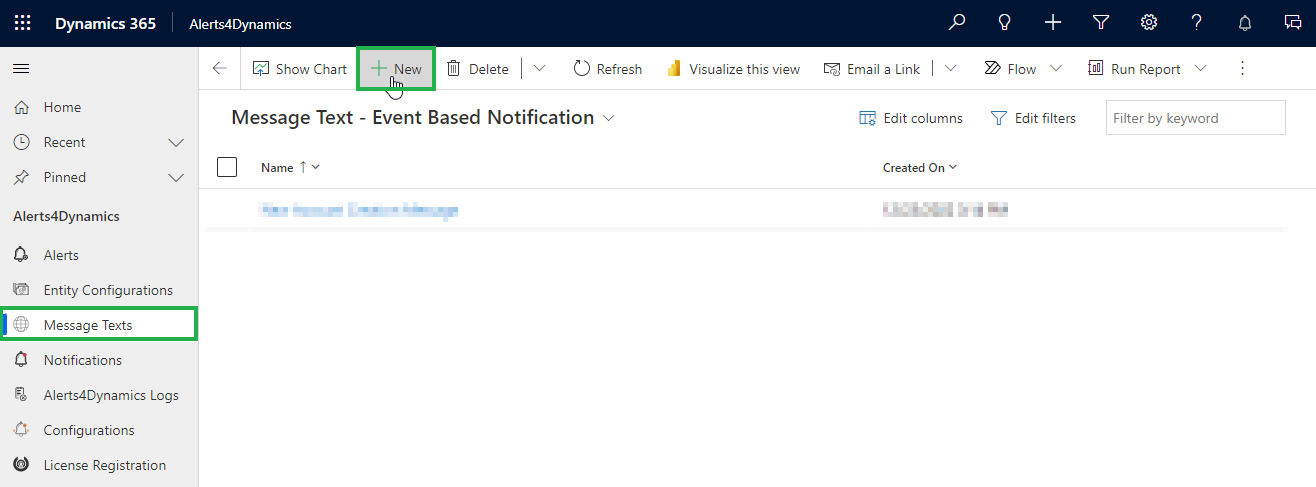 Dynamics 365 Alerts4Dynamics
Show Chart New Delete Refresh Visualize this view Email a Link Flow Run Report
Home
Recent
Pinned
Alerts4Dynamics
Alerts
Entity Configurations
Message Texts
Notifications
Alerts4Dynamics Logs
Configurations
License Registration
Message Text - Event Based Notification
Edit columns Edit filters Filter by keyword
Name Created On